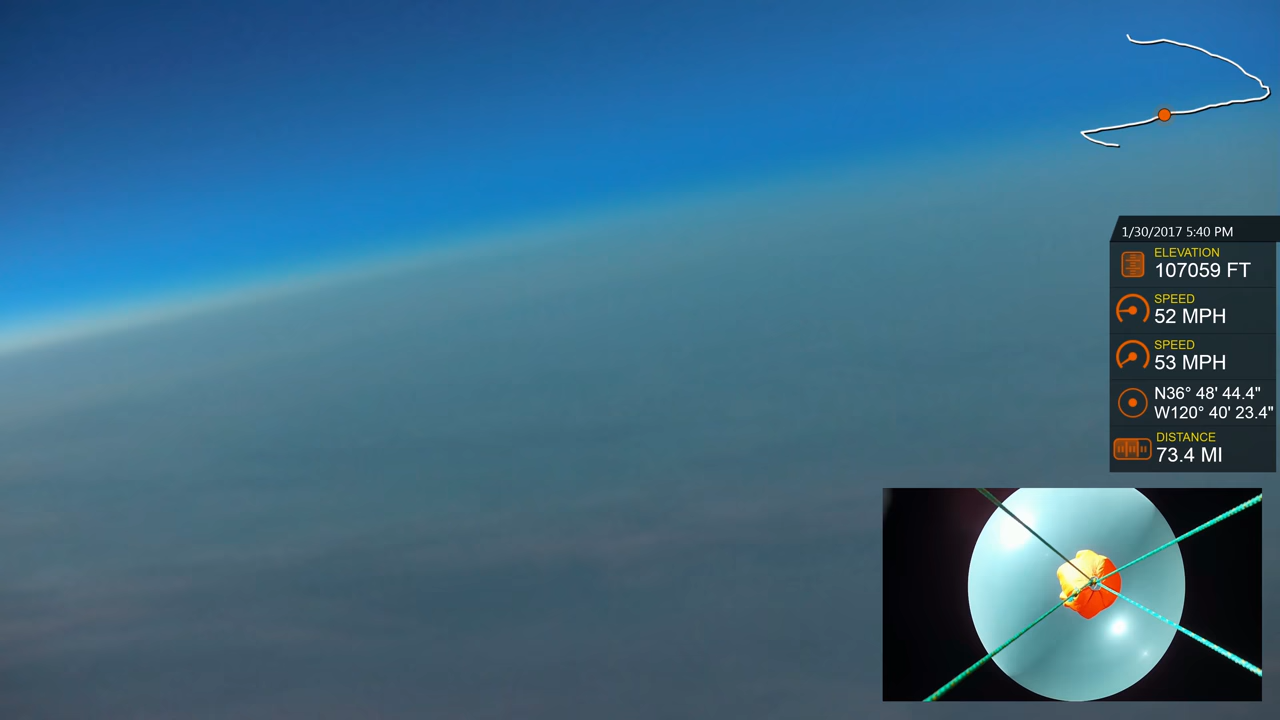 1/30/2017 5:40 PM
ELEVATION
107059 FT
SPEED
52 MPH
SPEED
53 MPH
N36° 48' 44.4"
W120° 40' 23.4"
DISTANCE
73.4 MI